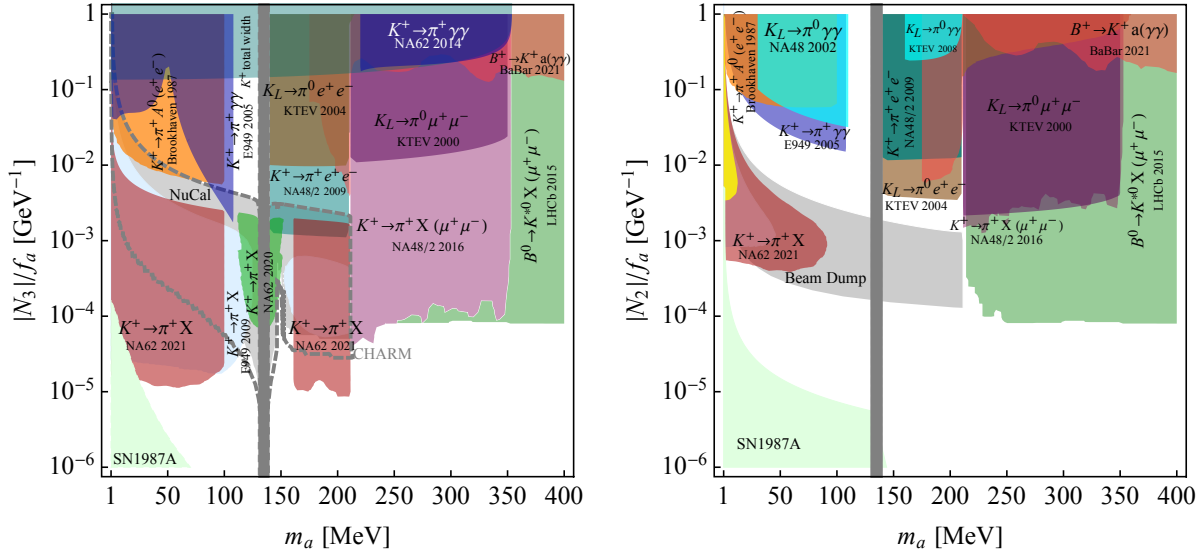 |N₃|/fₐ [GeV⁻¹]
1
10⁻¹
10⁻²
10⁻³
10⁻⁴
10⁻⁵
10⁻⁶
K⁺→π⁺A⁰(e⁺e⁻)
Brookhaven 1987
K⁺→π⁺γγ
E949 2005
K⁺ total width
K⁺→π⁺γγ
NA62 2014
B⁺→K⁺a(γγ)
BaBar 2021
K_L→π⁰e⁺e⁻
KTEV 2004
K_L→π⁰μ⁺μ⁻
KTEV 2000
NuCal
K⁺→π⁺e⁺e⁻
NA48/2 2009
K⁺→π⁺X (μ⁺μ⁻)
NA48/2 2016
B⁰→K*⁰X (μ⁺μ⁻)
LHCb 2015
K⁺→π⁺X
NA62 2020
K⁺→π⁺X
NA62 2021
K⁺→π⁺X
E949 2009
K⁺→π⁺X
NA62 2021
CHARM
SN1987A
1 50 100 150 200 250 300 350 400
mₐ [MeV]
|N₂|/fₐ [GeV⁻¹]
1
10⁻¹
10⁻²
10⁻³
10⁻⁴
10⁻⁵
10⁻⁶
K⁺→π⁺A⁰(e⁺e⁻)
Brookhaven 1987
K_L→π⁰γγ
NA48 2002
K_L→π⁰γγ
KTEV 2008
B⁺→K⁺a(γγ)
BaBar 2021
K⁺→π⁺γγ
E949 2005
K⁺→π⁺e⁺e⁻
NA48/2 2009
K_L→π⁰μ⁺μ⁻
KTEV 2000
K_L→π⁰e⁺e⁻
KTEV 2004
K⁺→π⁺X (μ⁺μ⁻)
NA48/2 2016
B⁰→K*⁰X (μ⁺μ⁻)
LHCb 2015
K⁺→π⁺X
NA62 2021
Beam Dump
SN1987A
1 50 100 150 200 250 300 350 400
mₐ [MeV]